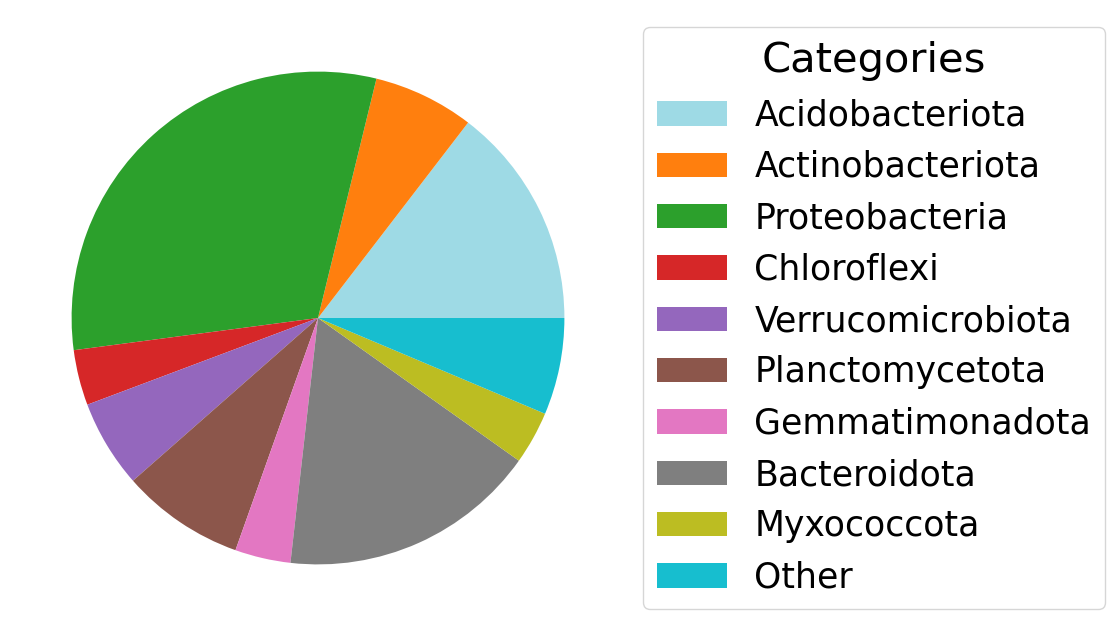 Categories
Acidobacteriota
Actinobacteriota
Proteobacteria
Chloroflexi
Verrucomicrobiota
Planctomycetota
Gemmatimonadota
Bacteroidota
Myxococcota
Other